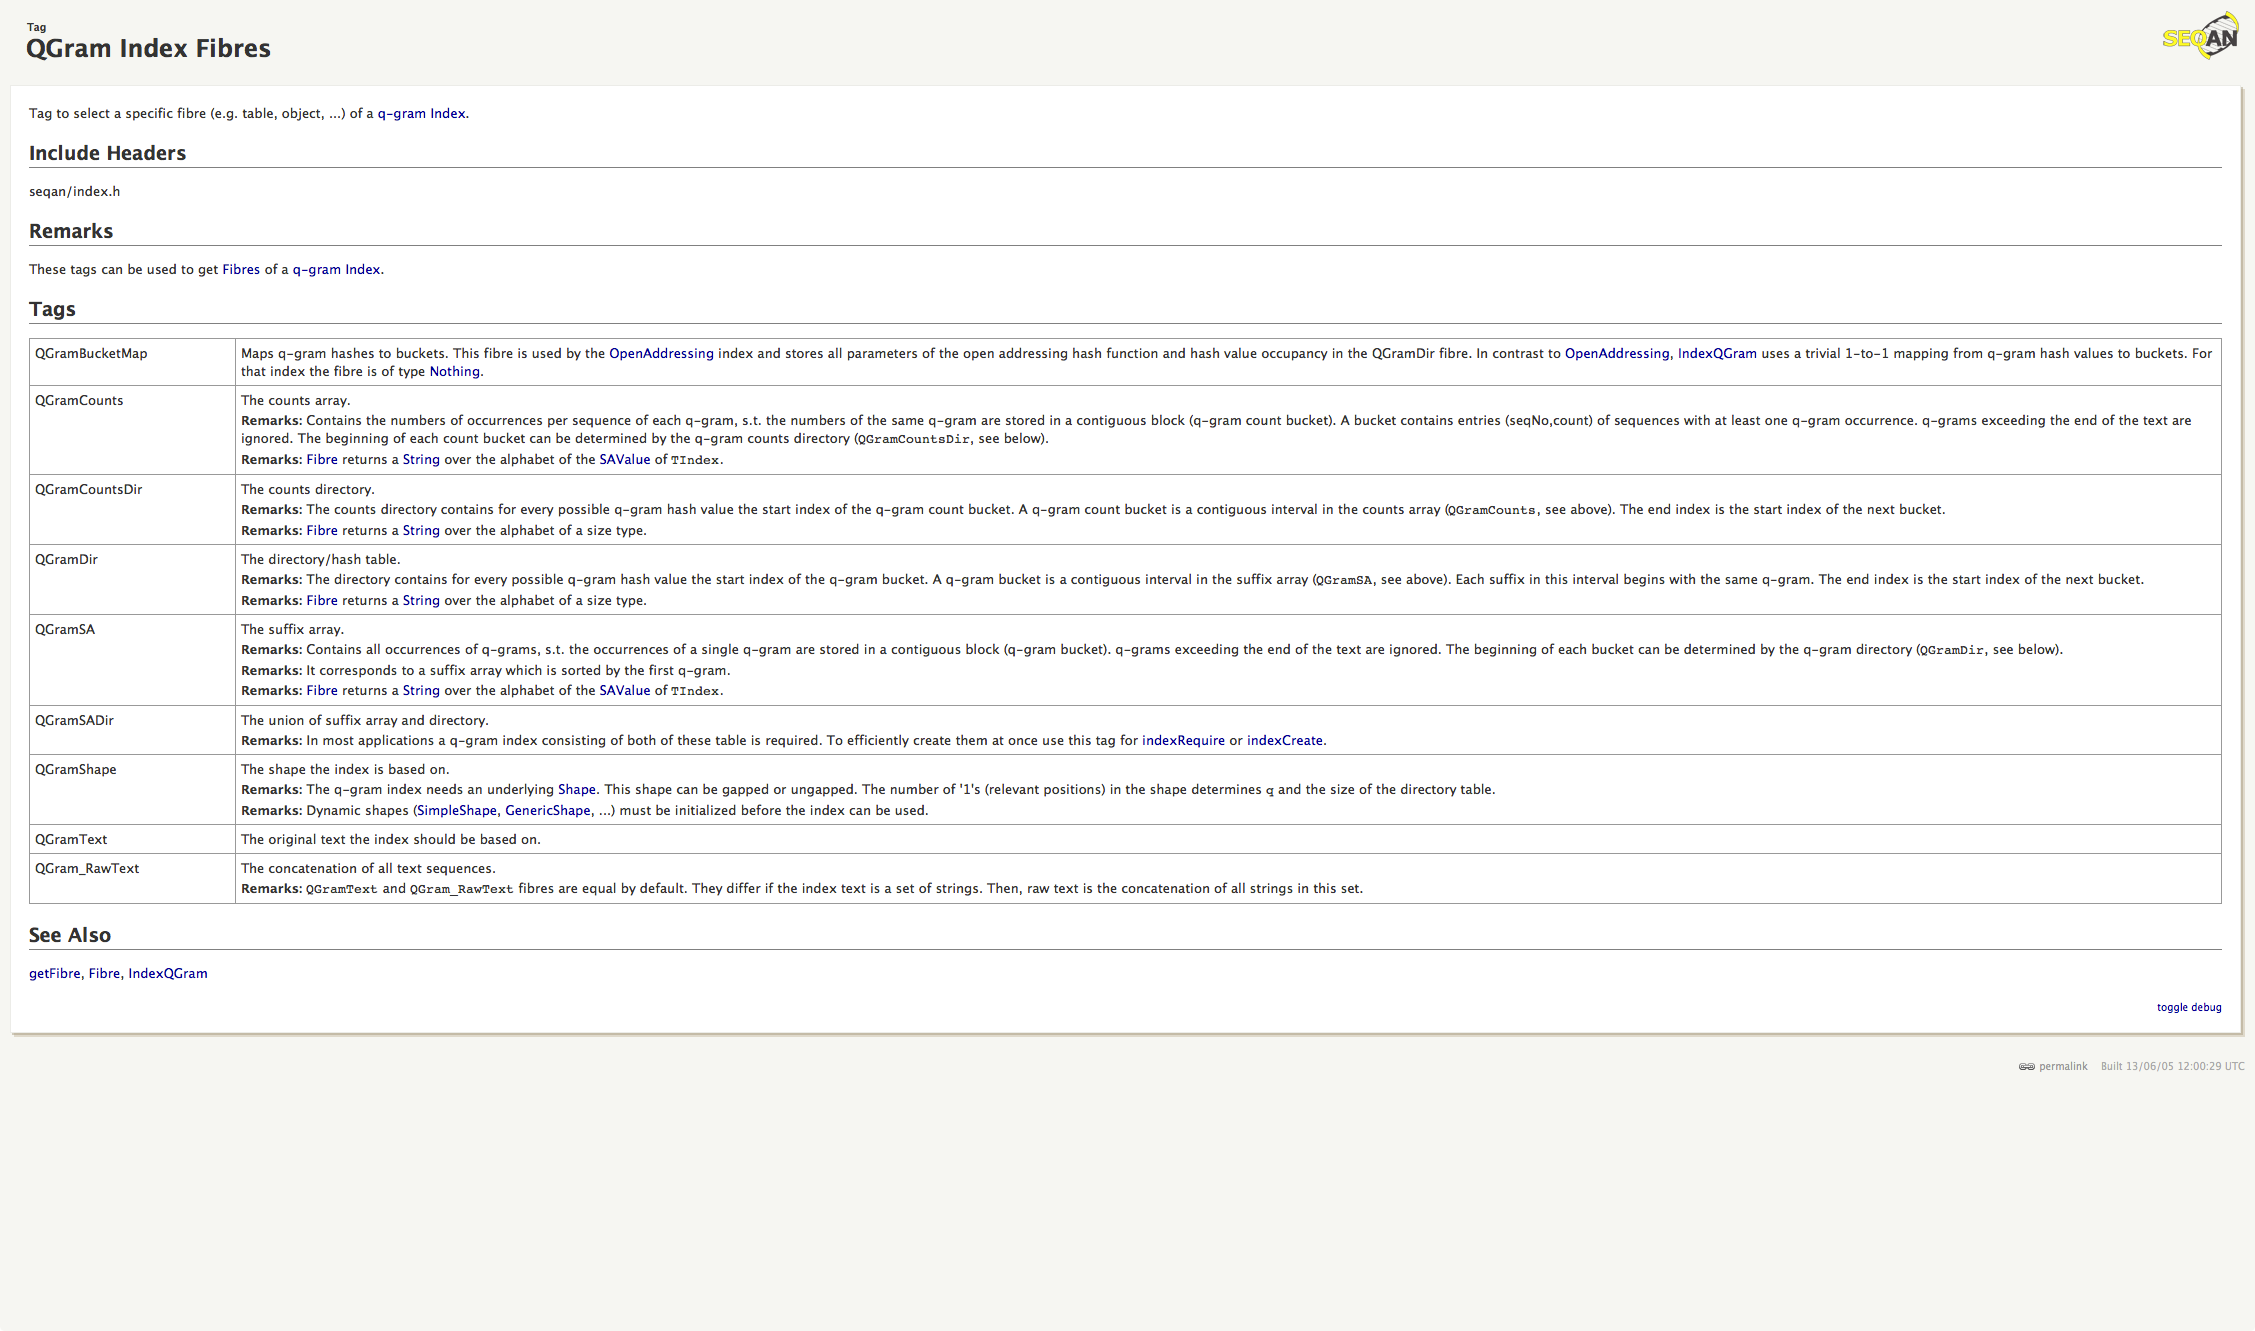 Tag
QGram Index Fibres
SEQAN
Tag to select a specific fibre (e.g. table, object, ...) of a q-gram Index.
Include Headers
seqan/index.h
Remarks
These tags can be used to get Fibres of a q-gram Index.
Tags
QGramBucketMap
Maps q-gram hashes to buckets. This fibre is used by the OpenAddressing index and stores all parameters of the open addressing hash function and hash value occupancy in the QGramDir fibre. In contrast to OpenAddressing, IndexQGram uses a trivial 1-to-1 mapping from q-gram hash values to buckets. For
that index the fibre is of type Nothing.
QGramCounts
The counts array.
Remarks: Contains the numbers of occurrences per sequence of each q-gram, s.t. the numbers of the same q-gram are stored in a contiguous block (q-gram count bucket). A bucket contains entries (seqNo,count) of sequences with at least one q-gram occurrence. q-grams exceeding the end of the text are
ignored. The beginning of each count bucket can be determined by the q-gram counts directory (QGramCountsDir, see below).
Remarks: Fibre returns a String over the alphabet of the SAValue of TIndex.
QGramCountsDir
The counts directory.
Remarks: The counts directory contains for every possible q-gram hash value the start index of the q-gram count bucket. A q-gram count bucket is a contiguous interval in the counts array (QGramCounts, see above). The end index is the start index of the next bucket.
Remarks: Fibre returns a String over the alphabet of a size type.
QGramDir
The directory/hash table.
Remarks: The directory contains for every possible q-gram hash value the start index of the q-gram bucket. A q-gram bucket is a contiguous interval in the suffix array (QGramSA, see above). Each suffix in this interval begins with the same q-gram. The end index is the start index of the next bucket.
Remarks: Fibre returns a String over the alphabet of a size type.
QGramSA
The suffix array.
Remarks: Contains all occurrences of q-grams, s.t. the occurrences of a single q-gram are stored in a contiguous block (q-gram bucket). q-grams exceeding the end of the text are ignored. The beginning of each bucket can be determined by the q-gram directory (QGramDir, see below).
Remarks: It corresponds to a suffix array which is sorted by the first q-gram.
Remarks: Fibre returns a String over the alphabet of the SAValue of TIndex.
QGramSADir
The union of suffix array and directory.
Remarks: In most applications a q-gram index consisting of both of these table is required. To efficiently create them at once use this tag for indexRequire or indexCreate.
QGramShape
The shape the index is based on.
Remarks: The q-gram index needs an underlying Shape. This shape can be gapped or ungapped. The number of '1's (relevant positions) in the shape determines q and the size of the directory table.
Remarks: Dynamic shapes (SimpleShape, GenericShape, ...) must be initialized before the index can be used.
QGramText
The original text the index should be based on.
QGram_RawText
The concatenation of all text sequences.
Remarks: QGramText and QGram_RawText fibres are equal by default. They differ if the index text is a set of strings. Then, raw text is the concatenation of all strings in this set.
See Also
getFibre, Fibre, IndexQGram
toggle debug
permalink Built 13/06/05 12:00:29 UTC